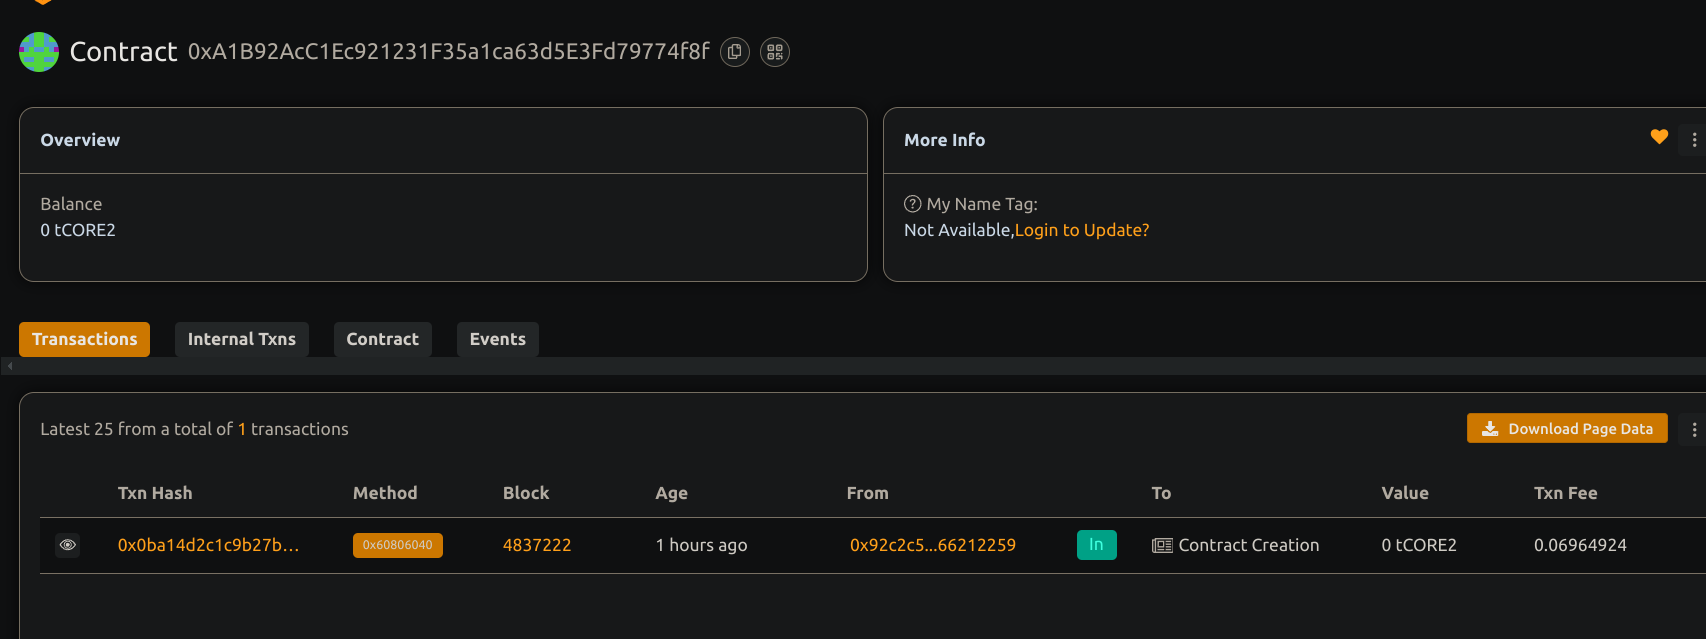 Contract 0xA1B92AcC1Ec921231F35a1ca63d5E3Fd79774f8f
Overview
Balance
0 tCORE2
More Info
My Name Tag:
Not Available,Login to Update?
Transactions Internal Txns Contract Events
Latest 25 from a total of 1 transactions
Download Page Data
Txn Hash Method Block Age From To Value Txn Fee
0x0ba14d2c1c9b27b... 0x60806040 4837222 1 hours ago 0x92c2c5...66212259 In Contract Creation 0 tCORE2 0.06964924